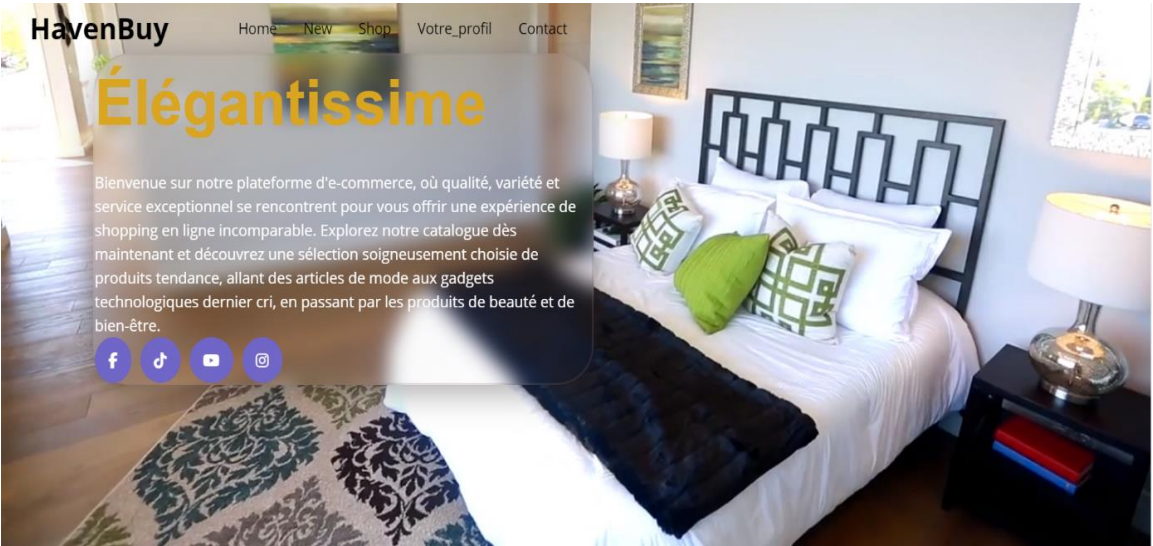 HavenBuy
Home New Shop Votre_profil Contact
Élégantissime
Bienvenue sur notre plateforme d'e-commerce, où qualité, variété et
service exceptionnel se rencontrent pour vous offrir une expérience de
shopping en ligne incomparable. Explorez notre catalogue dès
maintenant et découvrez une sélection soigneusement choisie de
produits tendance, allant des articles de mode aux gadgets
technologiques dernier cri, en passant par les produits de beauté et de
bien-être.